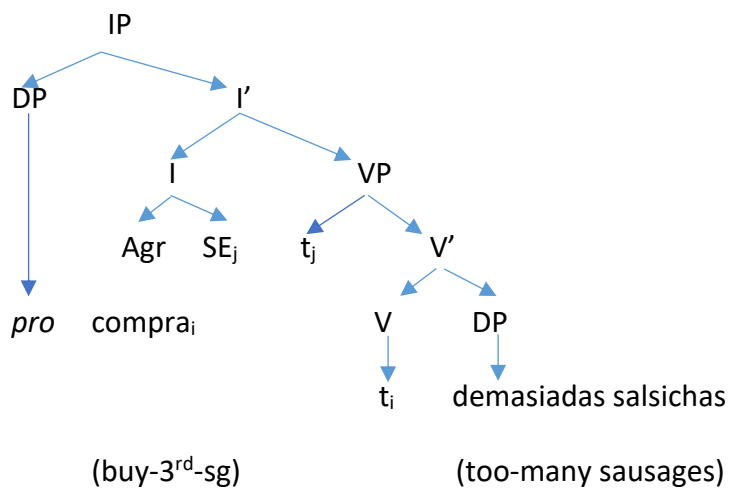 IP
DP I’
I VP
Agr SEj tj V’
pro comprai V DP
ti demasiadas salsichas
(buy-3rd-sg) (too-many sausages)